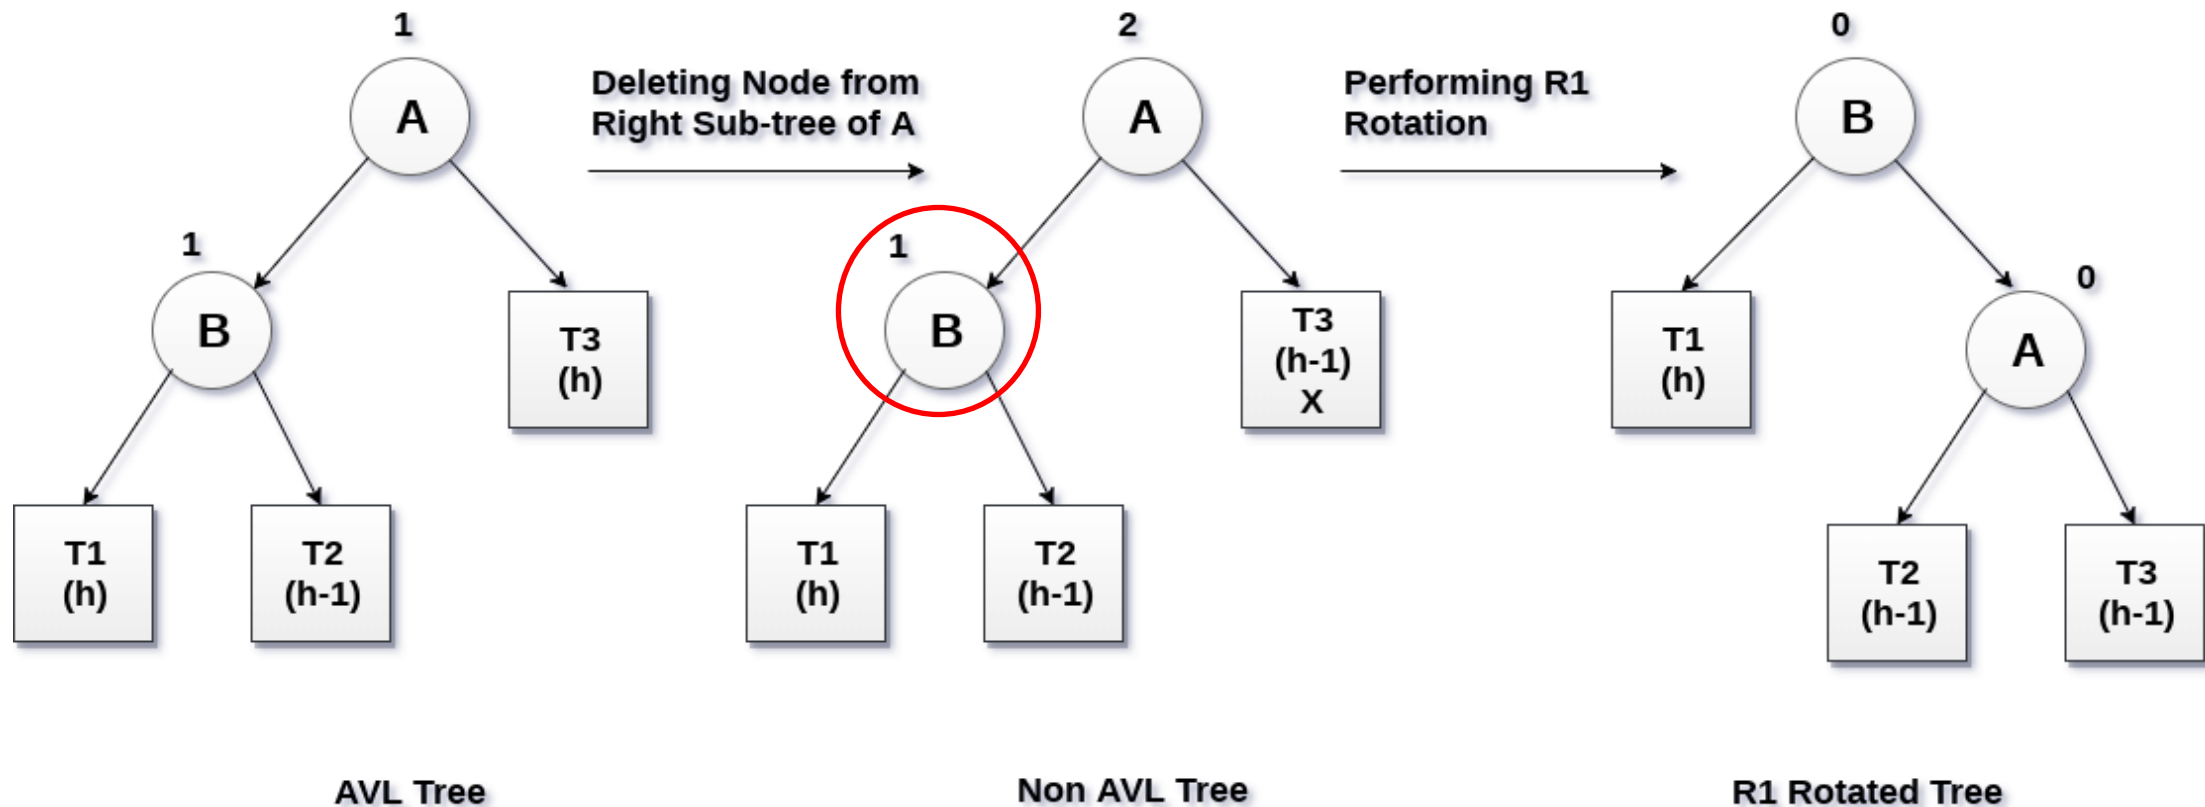 1
A
1
B
T3
(h)
T1
(h)
T2
(h-1)
AVL Tree
Deleting Node from
Right Sub-tree of A
2
A
1
B
T3
(h-1)
X
T1
(h)
T2
(h-1)
Non AVL Tree
Performing R1
Rotation
0
B
T1
(h)
0
A
T2
(h-1)
T3
(h-1)
R1 Rotated Tree